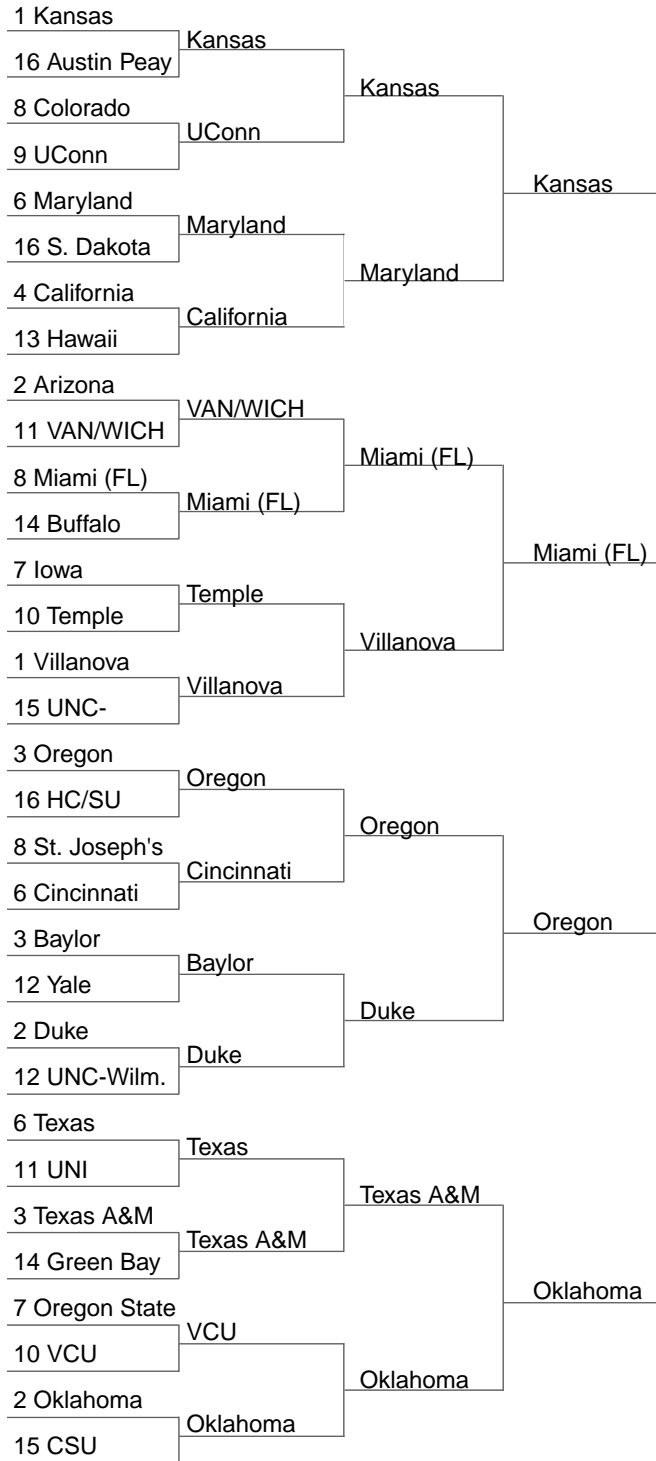 1 Kansas
16 Austin Peay
8 Colorado
9 UConn
6 Maryland
16 S. Dakota
4 California
13 Hawaii
2 Arizona
11 VAN/WICH
8 Miami (FL)
14 Buffalo
7 Iowa
10 Temple
1 Villanova
15 UNC-
3 Oregon
16 HC/SU
8 St. Joseph's
6 Cincinnati
3 Baylor
12 Yale
2 Duke
12 UNC-Wilm.
6 Texas
11 UNI
3 Texas A&M
14 Green Bay
7 Oregon State
10 VCU
2 Oklahoma
15 CSU
Kansas
UConn
Maryland
California
VAN/WICH
Miami (FL)
Temple
Villanova
Oregon
Cincinnati
Baylor
Duke
Texas
Texas A&M
VCU
Oklahoma
Kansas
Maryland
Miami (FL)
Villanova
Oregon
Duke
Texas A&M
Oklahoma
Kansas
Miami (FL)
Oregon
Oklahoma